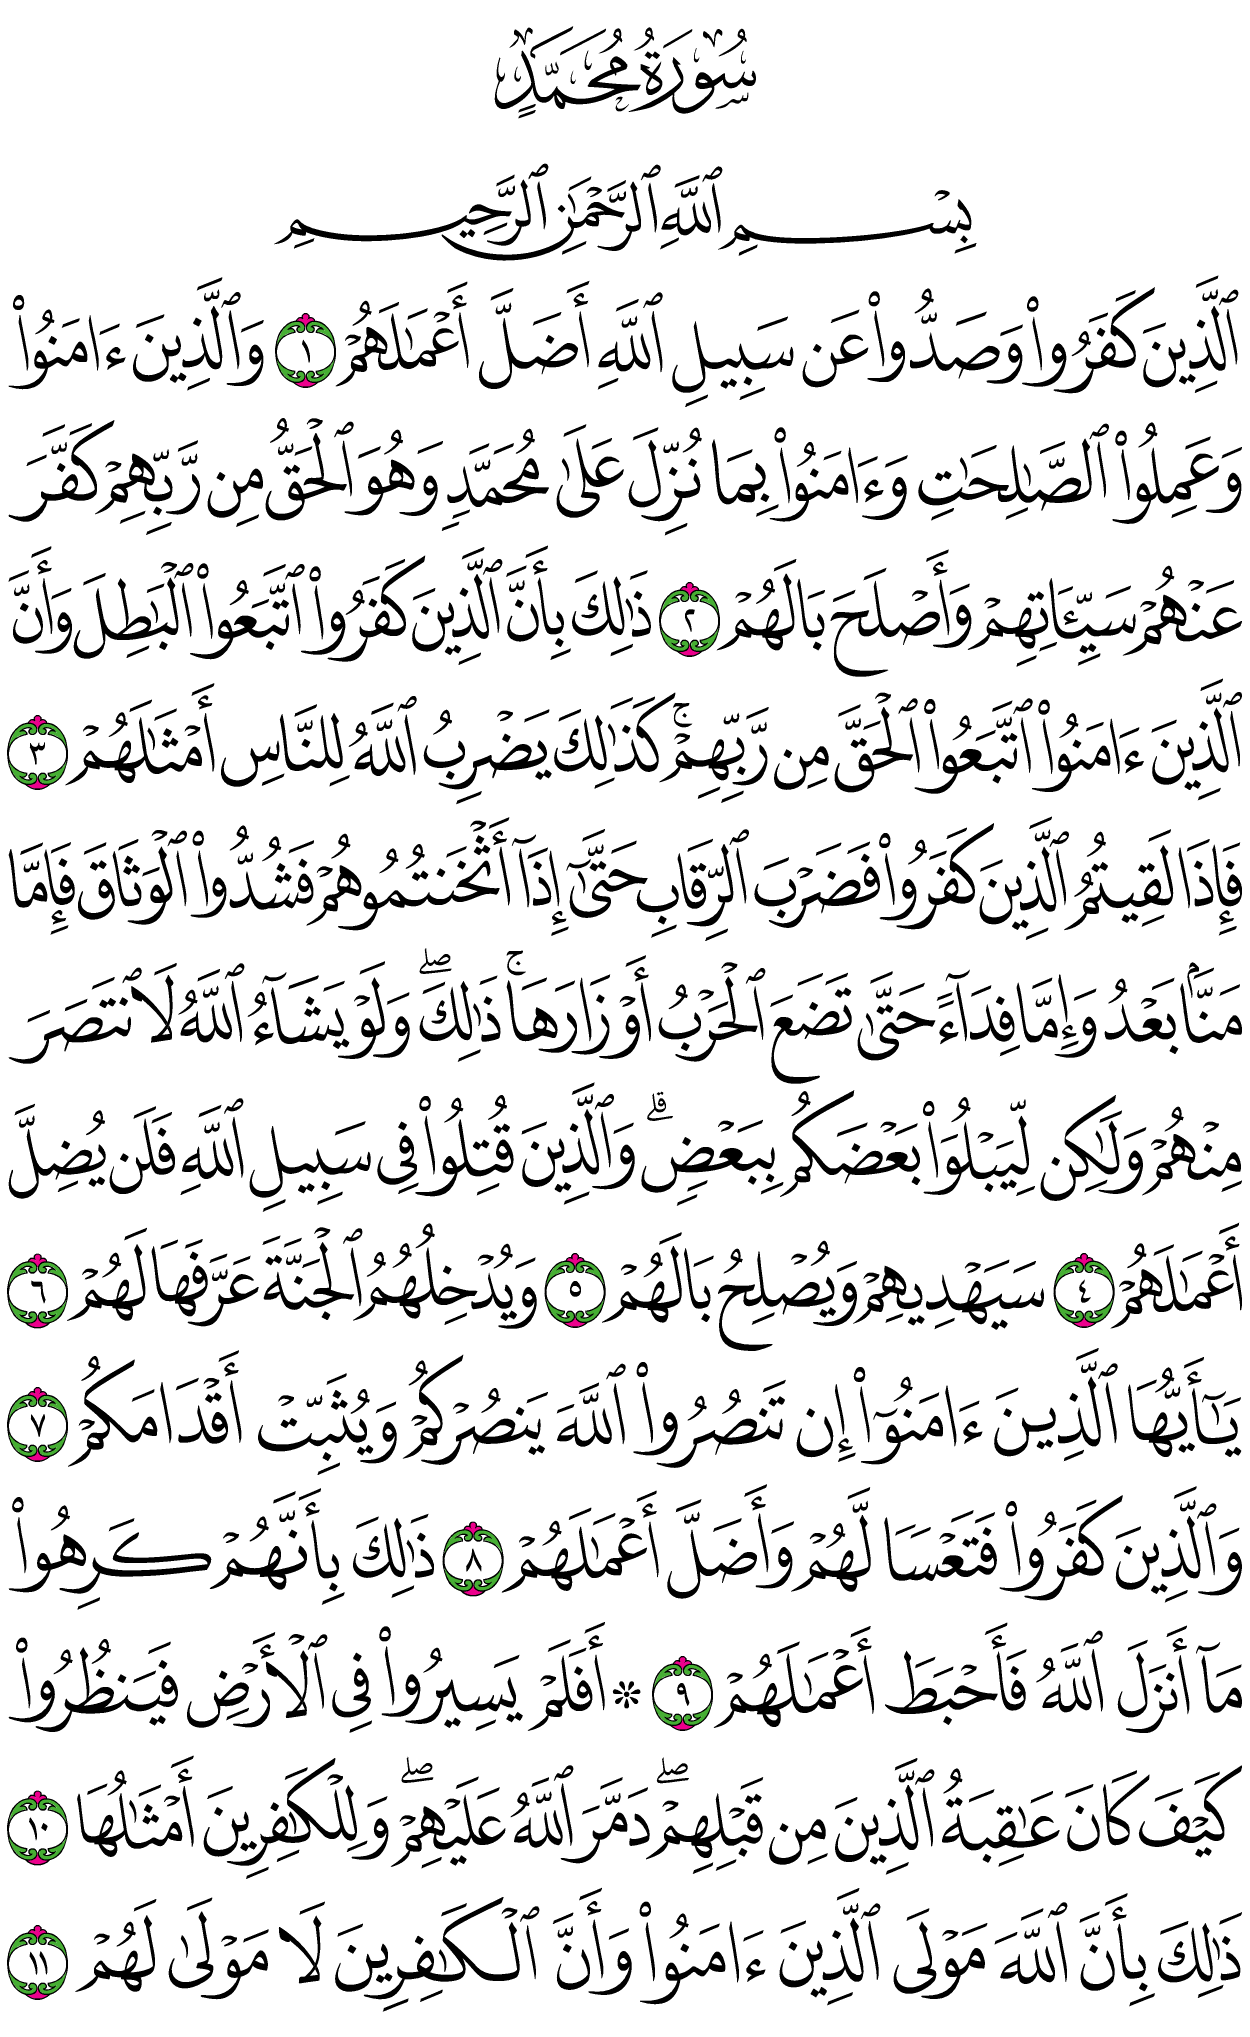 سُورَةُ مُحَمَّدٍ
بِسْمِ ٱللَّهِ ٱلرَّحْمَٰنِ ٱلرَّحِيمِ
ٱلَّذِينَ كَفَرُوا۟ وَصَدُّوا۟ عَن سَبِيلِ ٱللَّهِ أَضَلَّ أَعْمَٰلَهُمْ ١ وَٱلَّذِينَ ءَامَنُوا۟
وَعَمِلُوا۟ ٱلصَّٰلِحَٰتِ وَءَامَنُوا۟ بِمَا نُزِّلَ عَلَىٰ مُحَمَّدٍ وَهُوَ ٱلْحَقُّ مِن رَّبِّهِمْ كَفَّرَ
عَنْهُمْ سَيِّـَٔاتِهِمْ وَأَصْلَحَ بَالَهُمْ ٢ ذَٰلِكَ بِأَنَّ ٱلَّذِينَ كَفَرُوا۟ ٱتَّبَعُوا۟ ٱلْبَٰطِلَ وَأَنَّ
ٱلَّذِينَ ءَامَنُوا۟ ٱتَّبَعُوا۟ ٱلْحَقَّ مِن رَّبِّهِمْ ۚ كَذَٰلِكَ يَضْرِبُ ٱللَّهُ لِلنَّاسِ أَمْثَٰلَهُمْ ٣
فَإِذَا لَقِيتُمُ ٱلَّذِينَ كَفَرُوا۟ فَضَرْبَ ٱلرِّقَابِ حَتَّىٰٓ إِذَآ أَثْخَنتُمُوهُمْ فَشُدُّوا۟ ٱلْوَثَاقَ فَإِمَّا
مَنًّۢا بَعْدُ وَإِمَّا فِدَآءً حَتَّىٰ تَضَعَ ٱلْحَرْبُ أَوْزَارَهَا ۚ ذَٰلِكَ ۖ وَلَوْ يَشَآءُ ٱللَّهُ لَٱنتَصَرَ
مِنْهُمْ وَلَٰكِن لِّيَبْلُوَا۟ بَعْضَكُم بِبَعْضٍ ۗ وَٱلَّذِينَ قُتِلُوا۟ فِى سَبِيلِ ٱللَّهِ فَلَن يُضِلَّ
أَعْمَٰلَهُمْ ٤ سَيَهْدِيهِمْ وَيُصْلِحُ بَالَهُمْ ٥ وَيُدْخِلُهُمُ ٱلْجَنَّةَ عَرَّفَهَا لَهُمْ ٦
يَٰٓأَيُّهَا ٱلَّذِينَ ءَامَنُوٓا۟ إِن تَنصُرُوا۟ ٱللَّهَ يَنصُرْكُمْ وَيُثَبِّتْ أَقْدَامَكُمْ ٧
وَٱلَّذِينَ كَفَرُوا۟ فَتَعْسًا لَّهُمْ وَأَضَلَّ أَعْمَٰلَهُمْ ٨ ذَٰلِكَ بِأَنَّهُمْ كَرِهُوا۟
مَآ أَنزَلَ ٱللَّهُ فَأَحْبَطَ أَعْمَٰلَهُمْ ٩ ۞ أَفَلَمْ يَسِيرُوا۟ فِى ٱلْأَرْضِ فَيَنظُرُوا۟
كَيْفَ كَانَ عَٰقِبَةُ ٱلَّذِينَ مِن قَبْلِهِمْ ۖ دَمَّرَ ٱللَّهُ عَلَيْهِمْ ۖ وَلِلْكَٰفِرِينَ أَمْثَٰلُهَا ١٠
ذَٰلِكَ بِأَنَّ ٱللَّهَ مَوْلَى ٱلَّذِينَ ءَامَنُوا۟ وَأَنَّ ٱلْكَٰفِرِينَ لَا مَوْلَىٰ لَهُمْ ١١